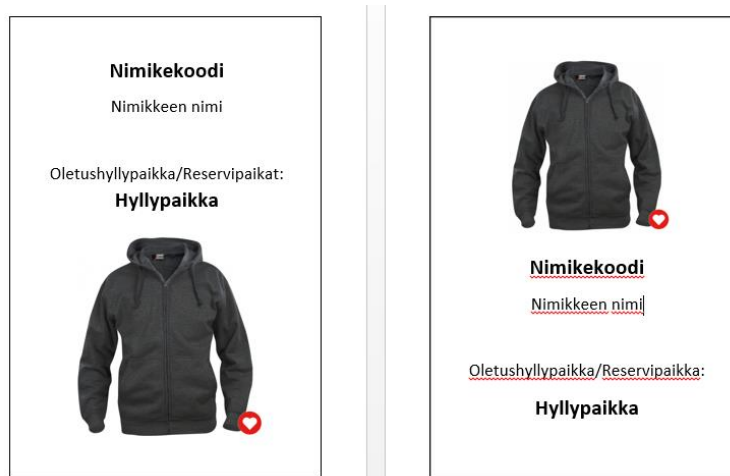 Nimikekoodi
Nimikkeen nimi
Oletushyllypaikka/Reservipaikat:
Hyllypaikka
Nimikekoodi
Nimikkeen nimi
Oletushyllypaikka/Reservipaikka:
Hyllypaikka